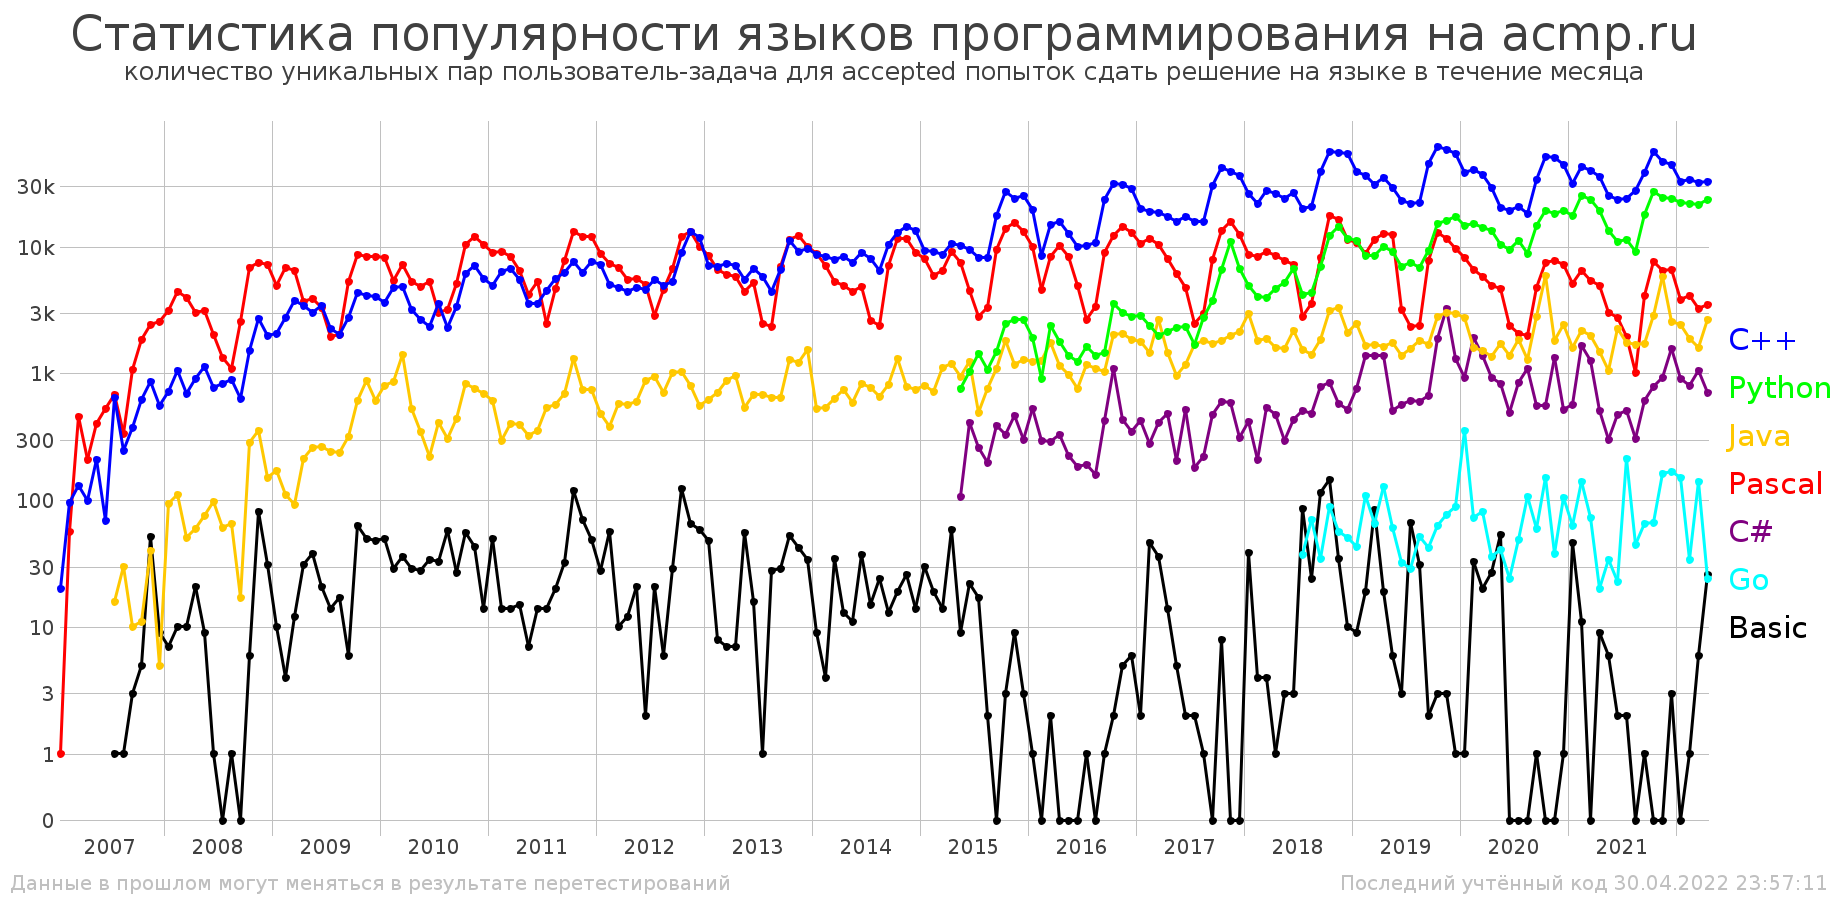 Статистика популярности языков программирования на acmp.ru
количество уникальных пар пользователь-задача для accepted попыток сдать решение на языке в течение месяца
30k
10k
3k
1k
300
100
30
10
3
1
0
C++
Python
Java
Pascal
C#
Go
Basic
2007 2008 2009 2010 2011 2012 2013 2014 2015 2016 2017 2018 2019 2020 2021
Данные в прошлом могут меняться в результате перетестирований
Последний учтённый код 30.04.2022 23:57:11